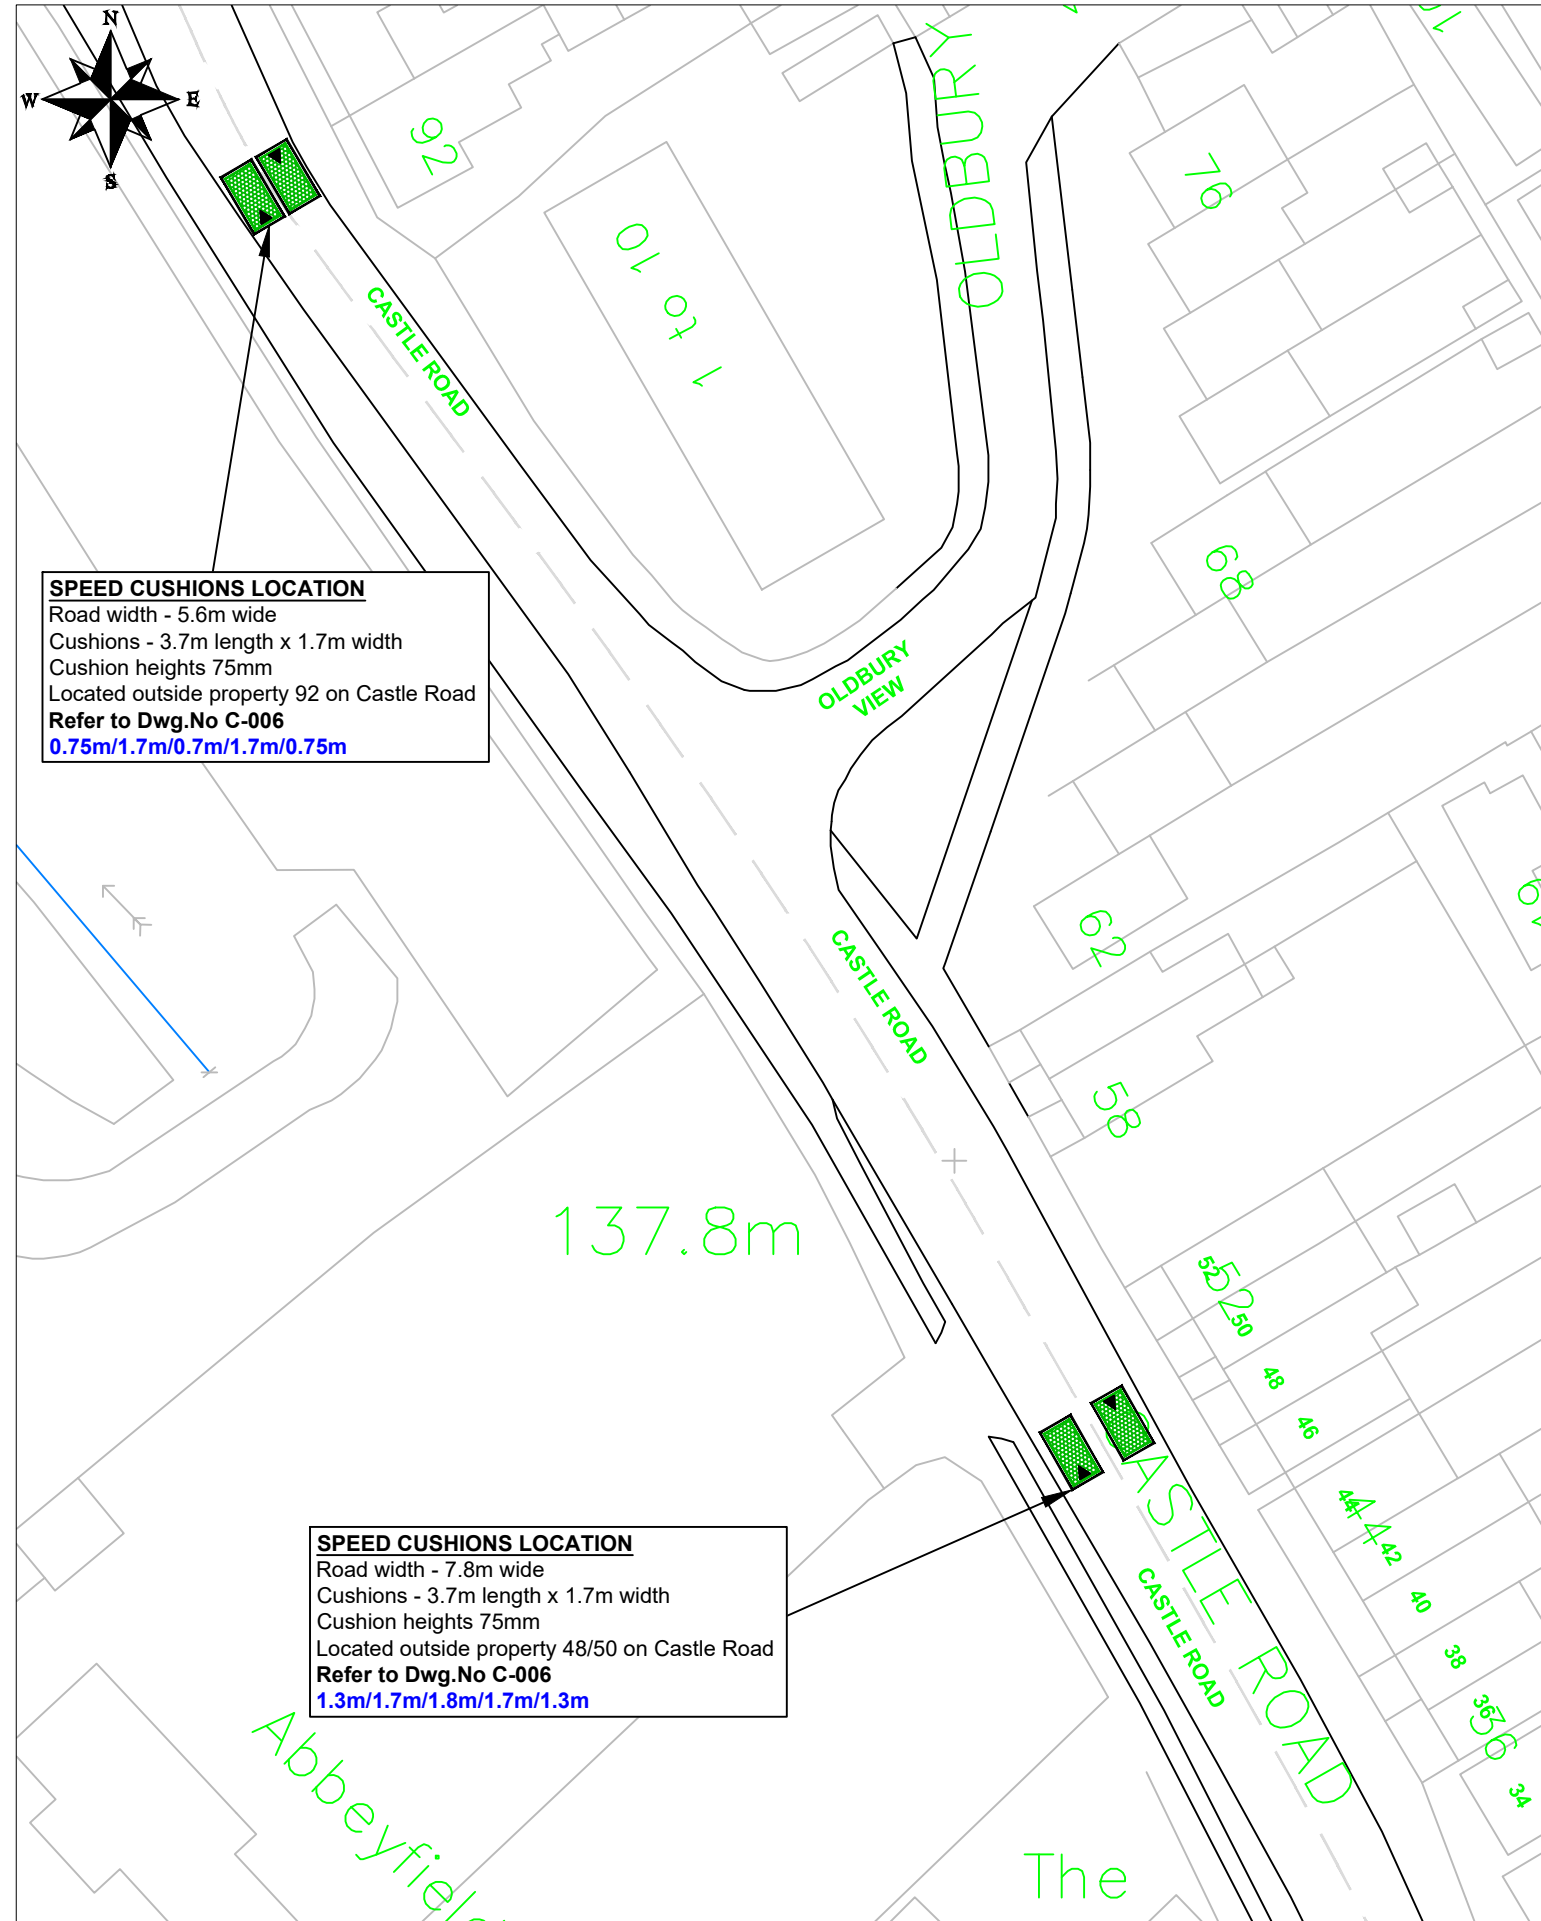 N
W
E
S
92
1 to 10
OLDBURY
76
CASTLE ROAD
68
SPEED CUSHIONS LOCATION
Road width - 5.6m wide
Cushions - 3.7m length x 1.7m width
Cushion heights 75mm
Located outside property 92 on Castle Road
Refer to Dwg.No C-006
0.75m/1.7m/0.7m/1.7m/0.75m
OLDBURY
VIEW
62
CASTLE ROAD
58
137.8m
52
52
50
48
46
44
44
42
40
38
36
36
34
CASTLE ROAD
CASTLE ROAD
SPEED CUSHIONS LOCATION
Road width - 7.8m wide
Cushions - 3.7m length x 1.7m width
Cushion heights 75mm
Located outside property 48/50 on Castle Road
Refer to Dwg.No C-006
1.3m/1.7m/1.8m/1.7m/1.3m
Abbeyfield
The